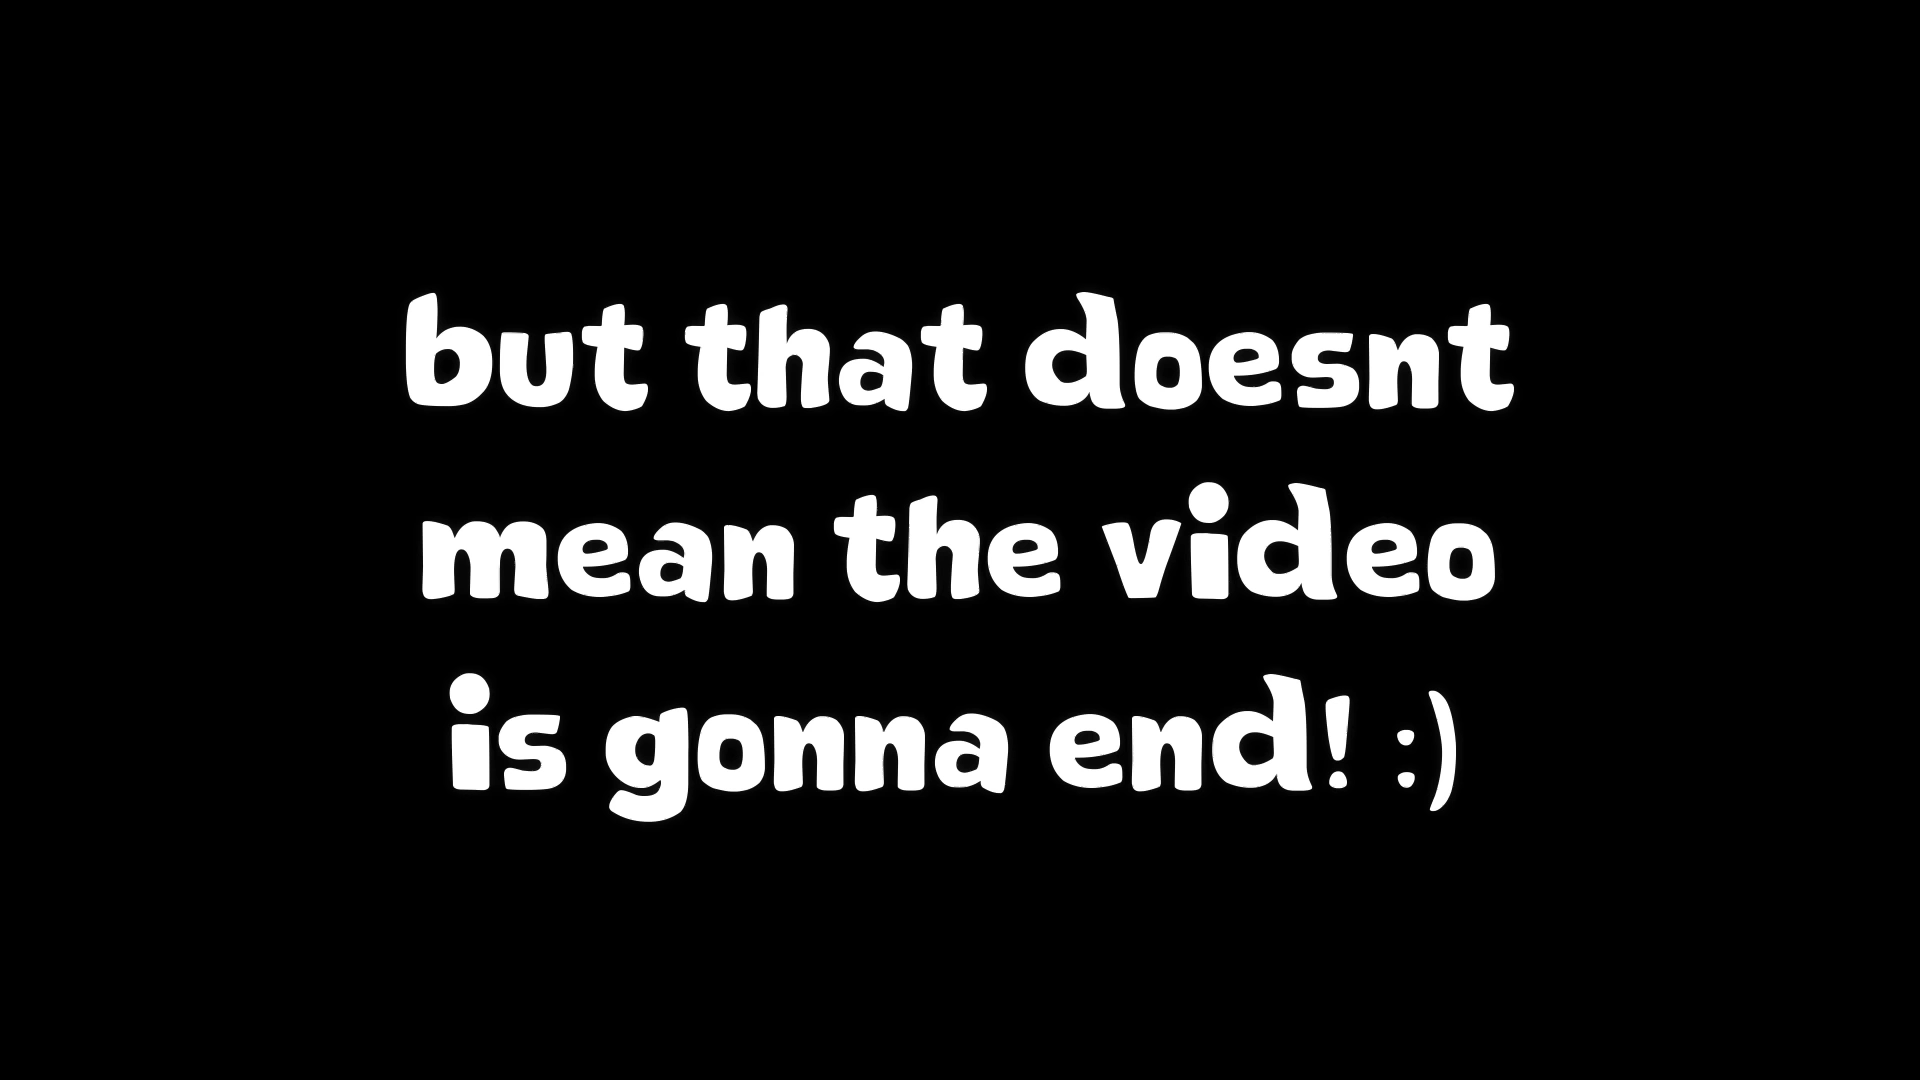 but that doesnt
mean the video
is gonna end! :)